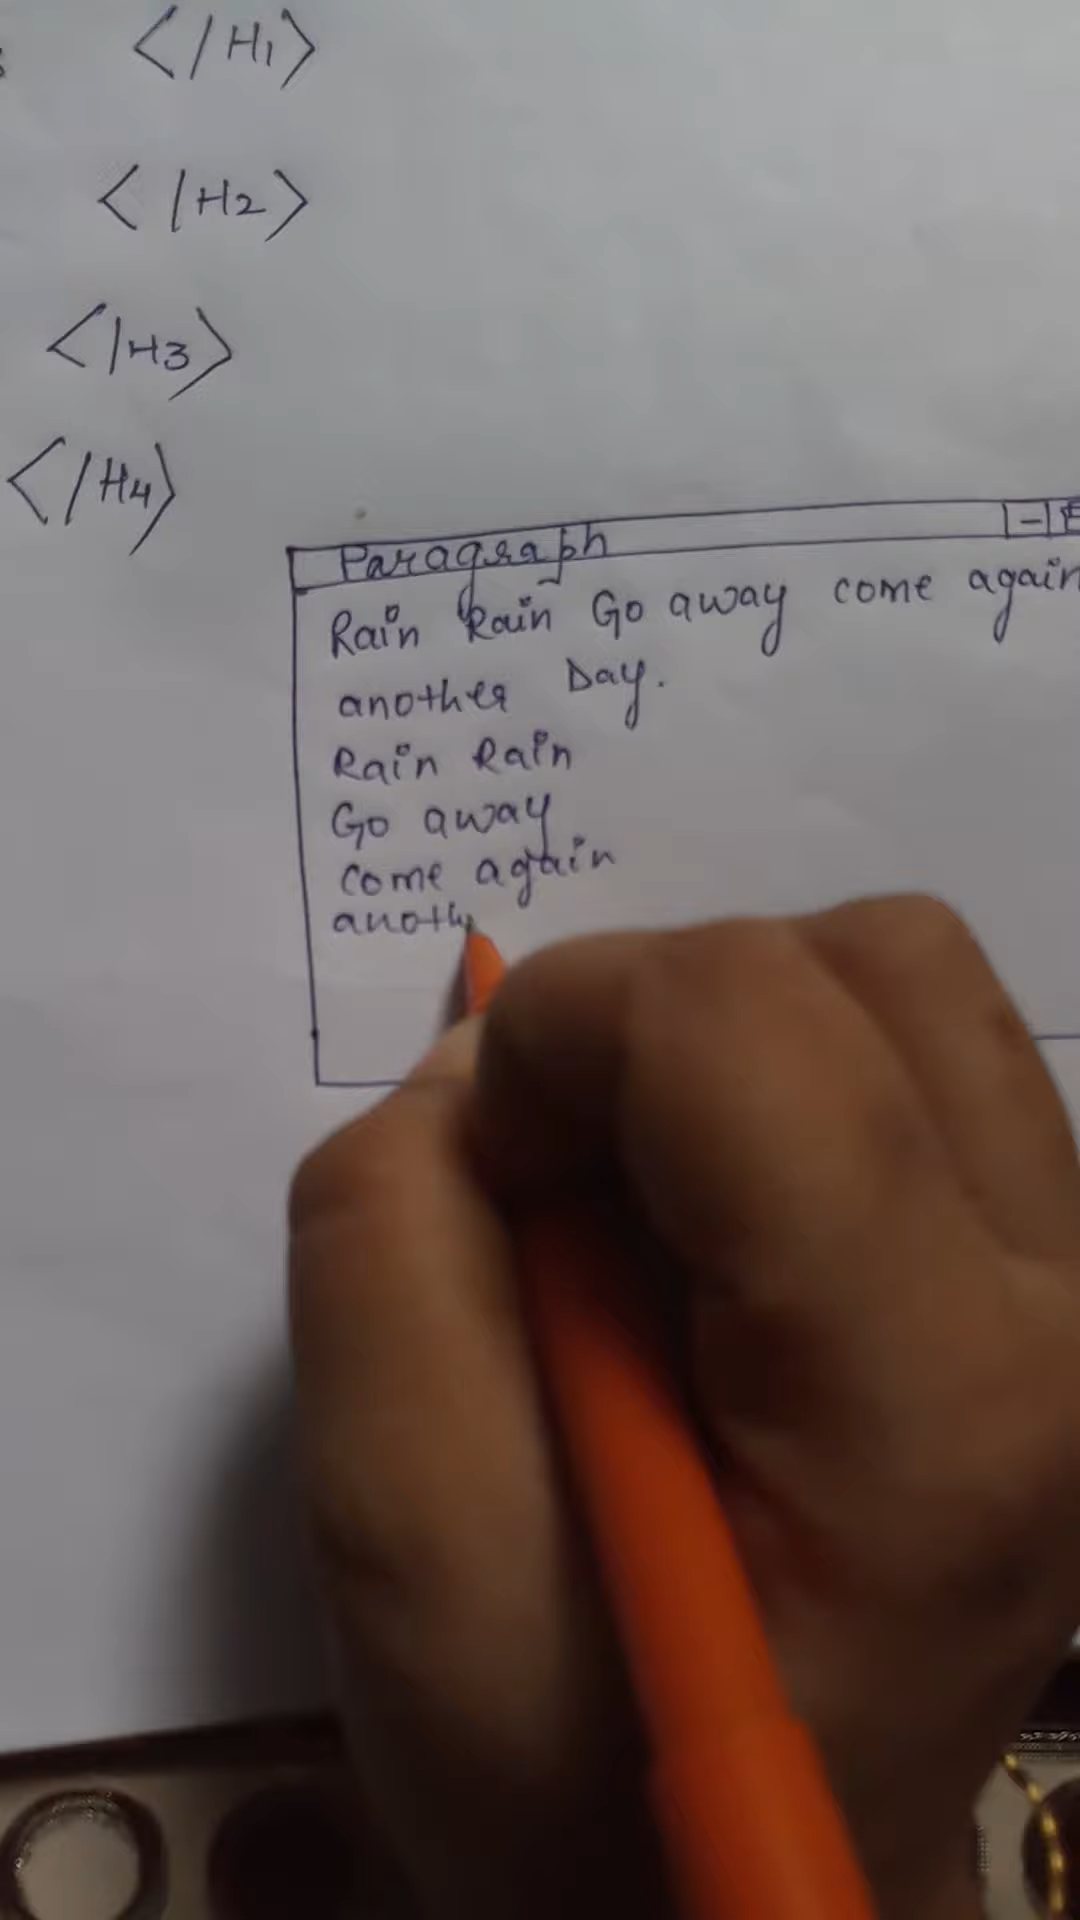 </H1>
</H2>
</H3>
</H4>
Paragraph
Rain Rain Go away come again
another Day.
Rain Rain
Go away
come again
anoth